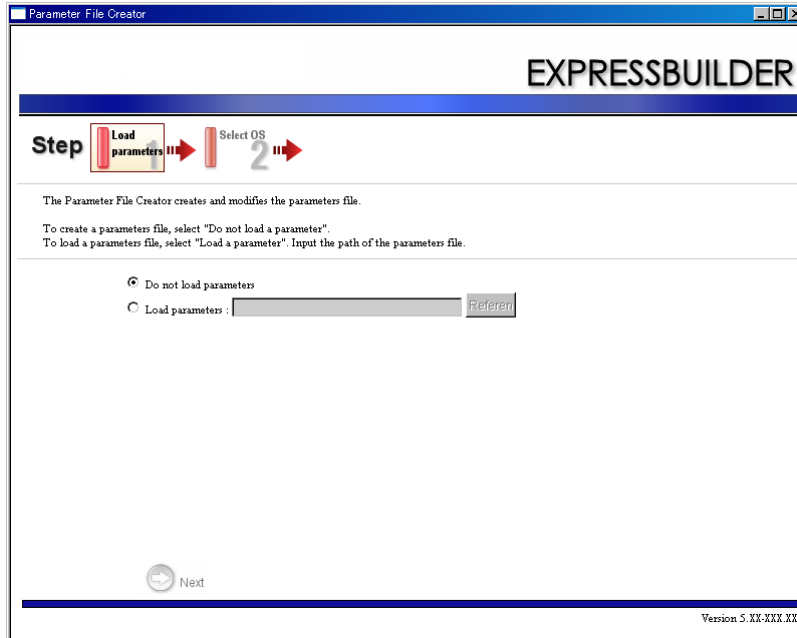 Parameter File Creator
EXPRESSBUILDER
Step Load parameters 1 Select OS 2
The Parameter File Creator creates and modifies the parameters file.
To create a parameters file, select "Do not load a parameter".
To load a parameters file, select "Load a parameter". Input the path of the parameters file.
Do not load parameters
Load parameters : Referen
Next
Version 5.XX-XXX.XX